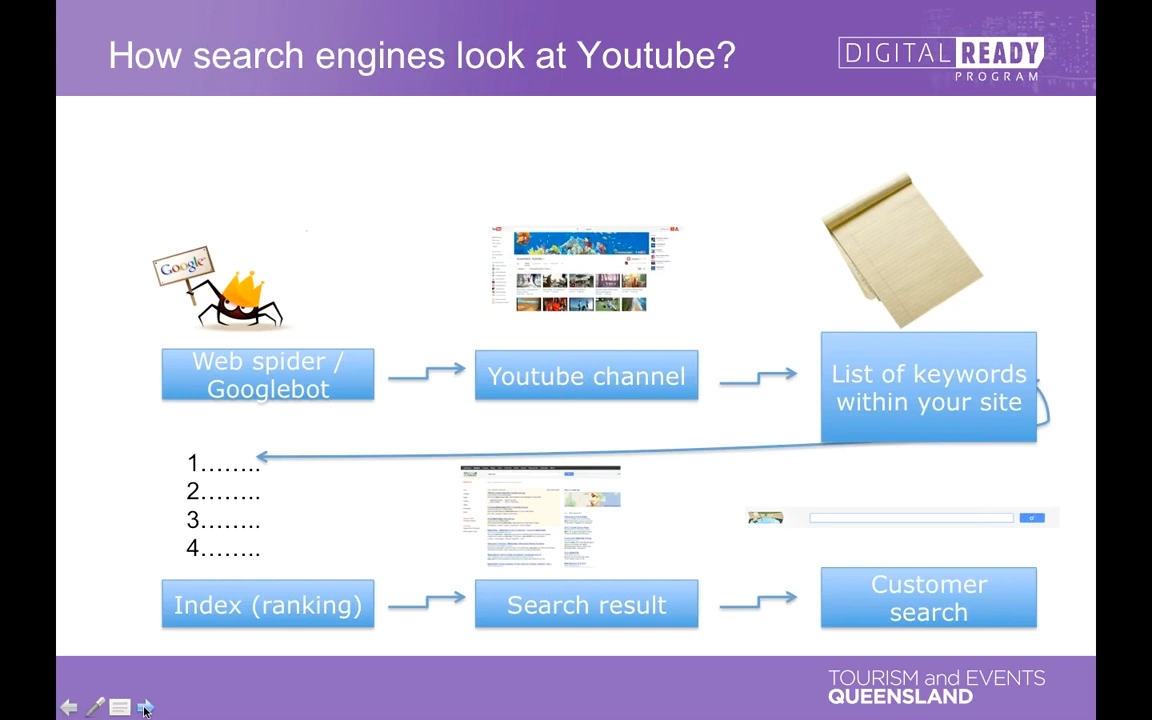 How search engines look at Youtube?
DIGITAL READY
PROGRAM
Google
Web spider /
Googlebot
Youtube channel
List of keywords
within your site
1........
2........
3........
4........
Index (ranking)
Search result
Customer
search
TOURISM and EVENTS
QUEENSLAND